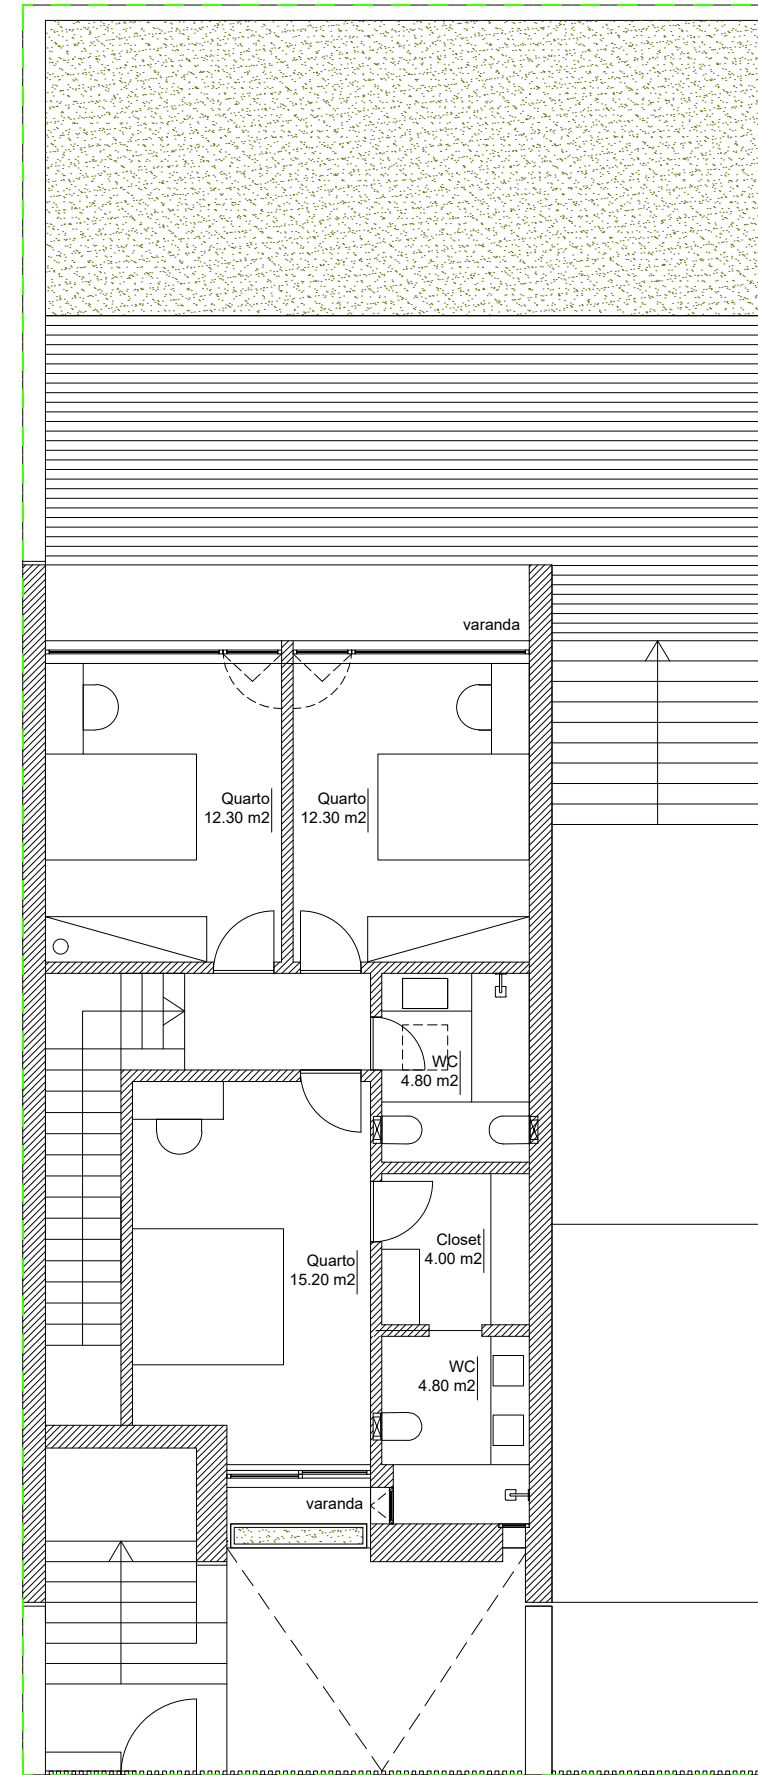 varanda
Quarto
12.30 m2
Quarto
12.30 m2
WC
4.80 m2
Closet
4.00 m2
Quarto
15.20 m2
WC
4.80 m2
varanda